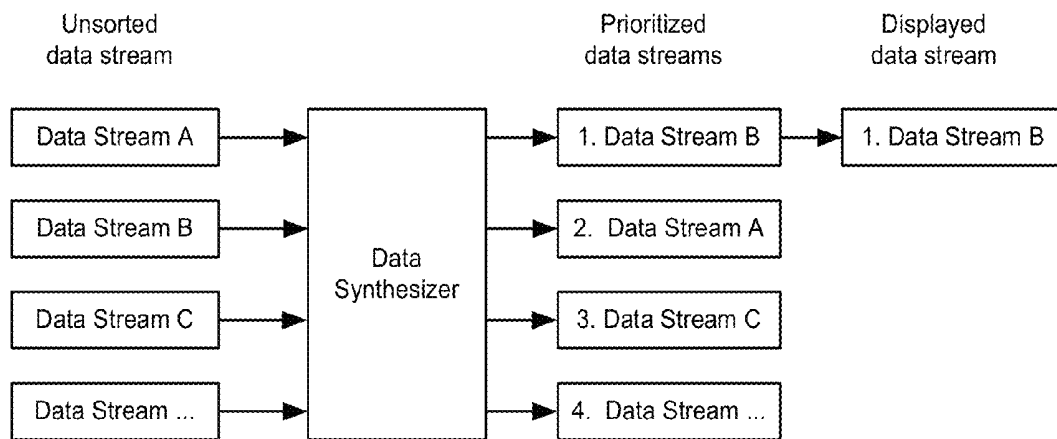 Unsorted
data stream
Prioritized
data streams
Displayed
data stream
Data Stream A
1. Data Stream B
1. Data Stream B
Data Stream B
2. Data Stream A
Data
Synthesizer
Data Stream C
3. Data Stream C
Data Stream ...
4. Data Stream ...